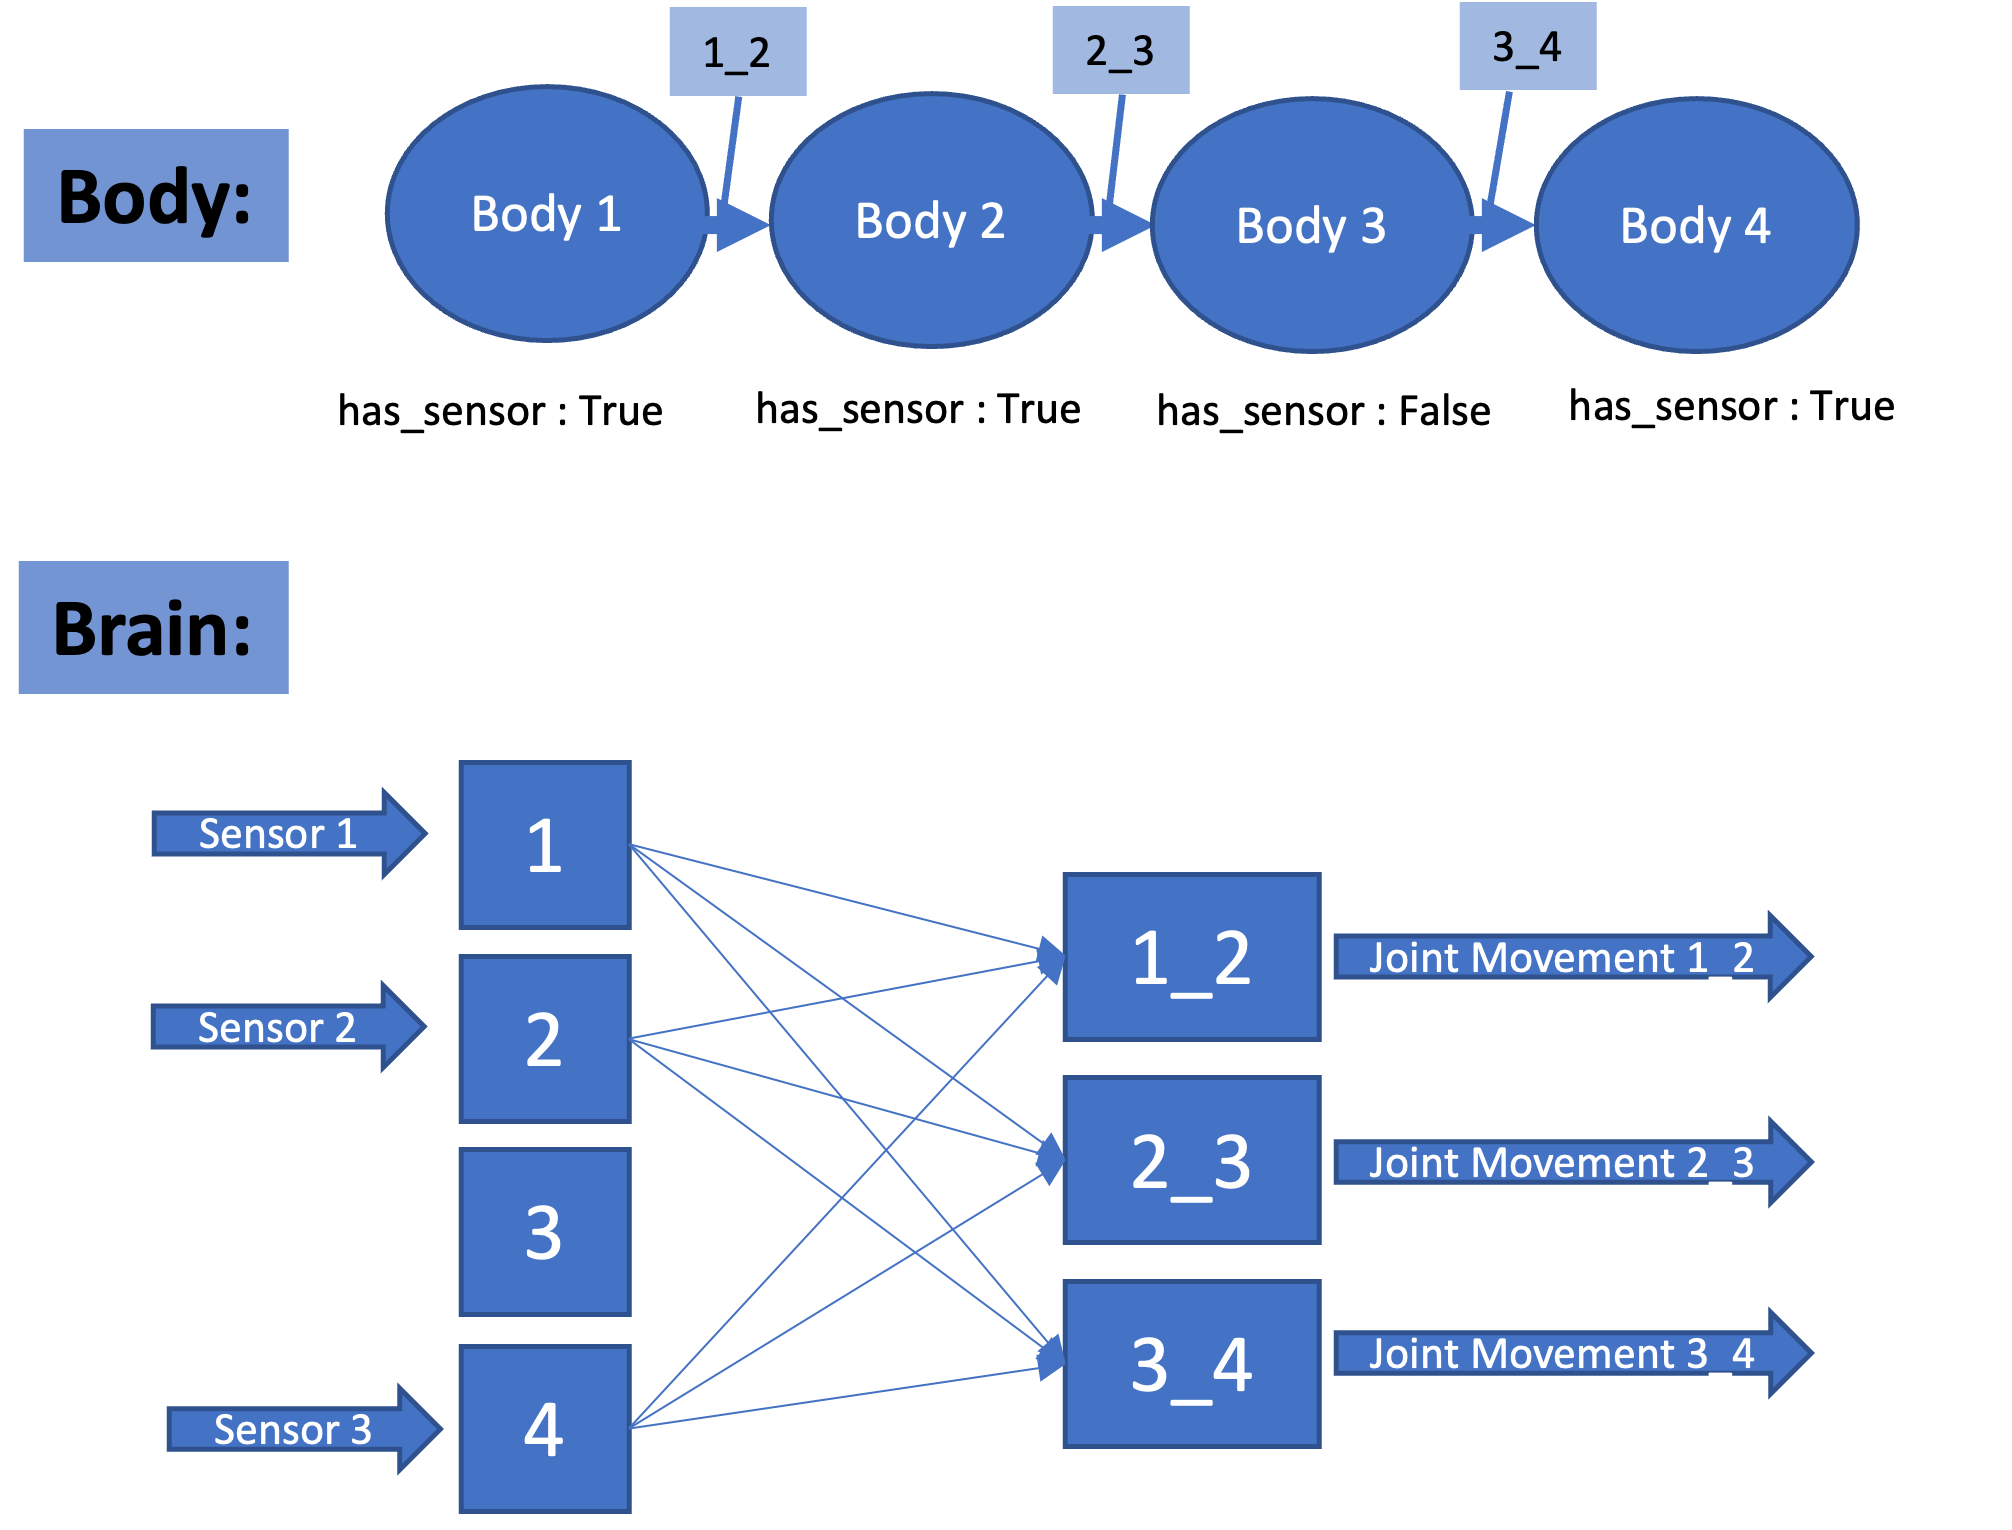 1_2
2_3
3_4
Body:
Body 1
Body 2
Body 3
Body 4
has_sensor : True
has_sensor : True
has_sensor : False
has_sensor : True
Brain:
Sensor 1
1
Sensor 2
2
3
Sensor 3
4
1_2
Joint Movement 1_2
2_3
Joint Movement 2_3
3_4
Joint Movement 3_4